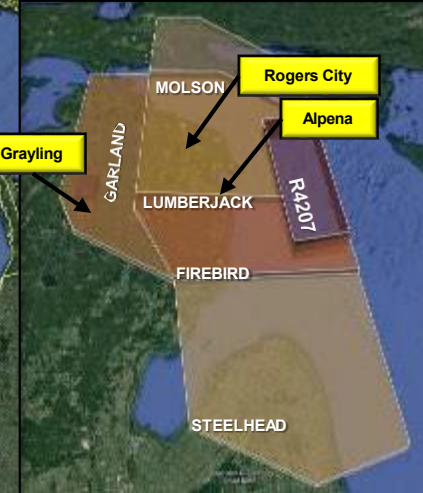 Rogers City
MOLSON
Alpena
Grayling
GARLAND
R4207
LUMBERJACK
FIREBIRD
STEELHEAD